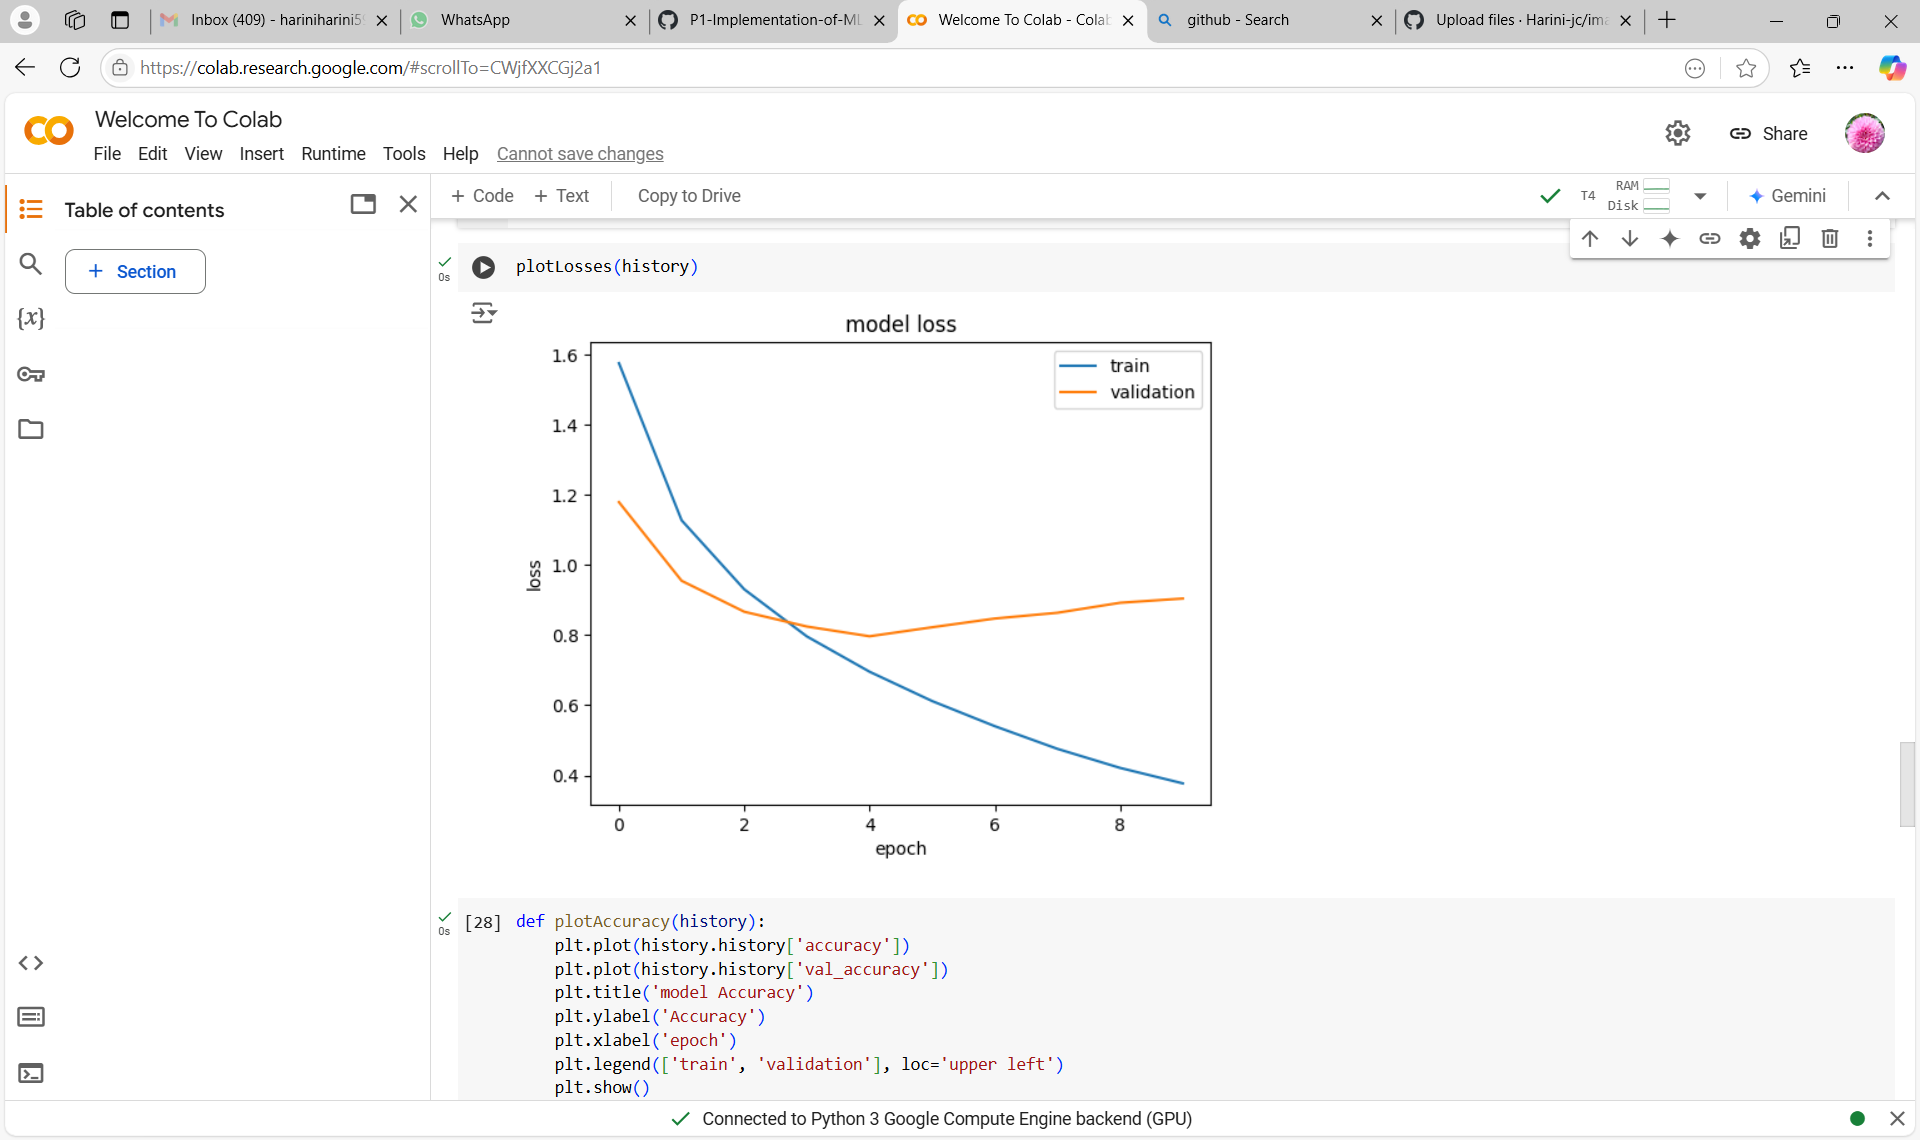 Inbox (409) - hariniharini5
WhatsApp
P1-Implementation-of-ML
Welcome To Colab - Colab
github - Search
Upload files · Harini-jc/ima
https://colab.research.google.com/#scrollTo=CWjfXXCGj2a1
Welcome To Colab
Share
File Edit View Insert Runtime Tools Help Cannot save changes
Table of contents
+ Code + Text Copy to Drive
T4 RAM Disk
Gemini
+ Section
{x}
0s
plotLosses(history)
model loss
train
validation
1.6
1.4
1.2
1.0
0.8
0.6
0.4
loss
0 2 4 6 8
epoch
0s
[28] def plotAccuracy(history):
plt.plot(history.history['accuracy'])
plt.plot(history.history['val_accuracy'])
plt.title('model Accuracy')
plt.ylabel('Accuracy')
plt.xlabel('epoch')
plt.legend(['train', 'validation'], loc='upper left')
plt.show()
Connected to Python 3 Google Compute Engine backend (GPU)